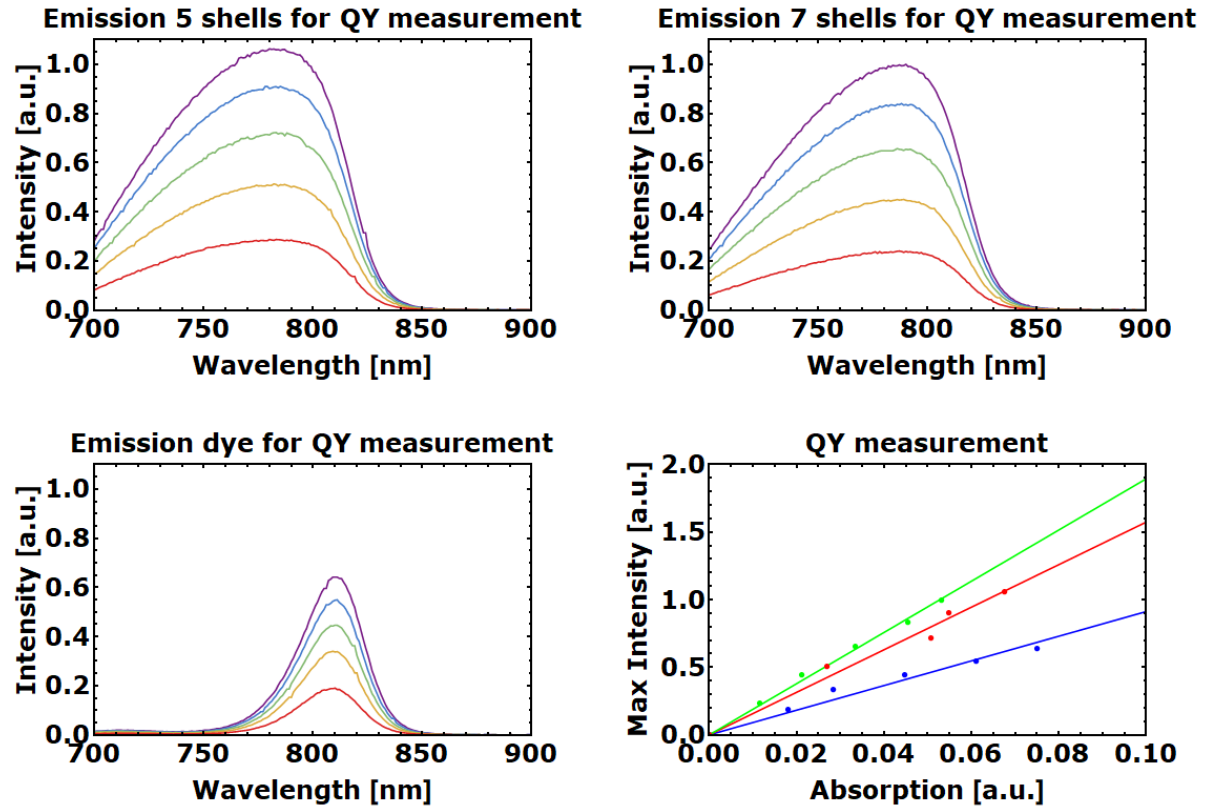 Emission 5 shells for QY measurement
Intensity [a.u.]
1.0
0.8
0.6
0.4
0.2
0.0
700 750 800 850 900
Wavelength [nm]
Emission 7 shells for QY measurement
Intensity [a.u.]
1.0
0.8
0.6
0.4
0.2
0.0
700 750 800 850 900
Wavelength [nm]
Emission dye for QY measurement
Intensity [a.u.]
1.0
0.8
0.6
0.4
0.2
0.0
700 750 800 850 900
Wavelength [nm]
QY measurement
Max Intensity [a.u.]
2.0
1.5
1.0
0.5
0.0
0.00 0.02 0.04 0.06 0.08 0.10
Absorption [a.u.]